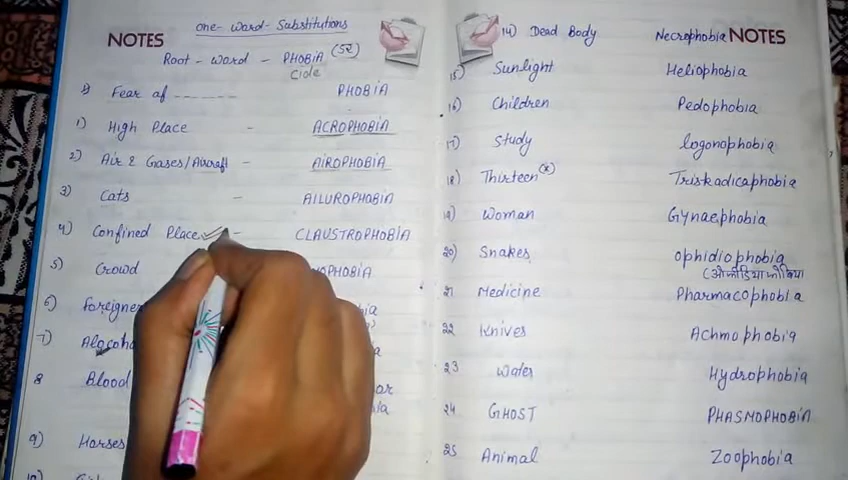 NOTES
one-Word-Substitutions
Root-Word - PHOBiA (52)
Cide
Fear of PHOBiA
1) High Place - ACROPHOBiA
2) Air & Gases/Aircraft - AiROPHOBiA
3) Cats - AILUROPHOBiA
4) Confined Place - CLAUSTROPHOBiA
5) Crowd
6) Foreigner
7)
8 Blood
9) Horses
10)
14) Dead Body Necrophobia NOTES
15) Sunlight Heliophobia
16) Children Pedophobia
17) Study logonophobia
18) Thirteen (*) Triskadicaphobia
19) Woman Gynaephobia
20) Snakes ophidiophobia
21 Medicine Pharmacophobia
22 Knives Achmophobia
23 Water Hydrophobia
24 GHOST PHASMOPHOBiA
25 Animal Zoophobia